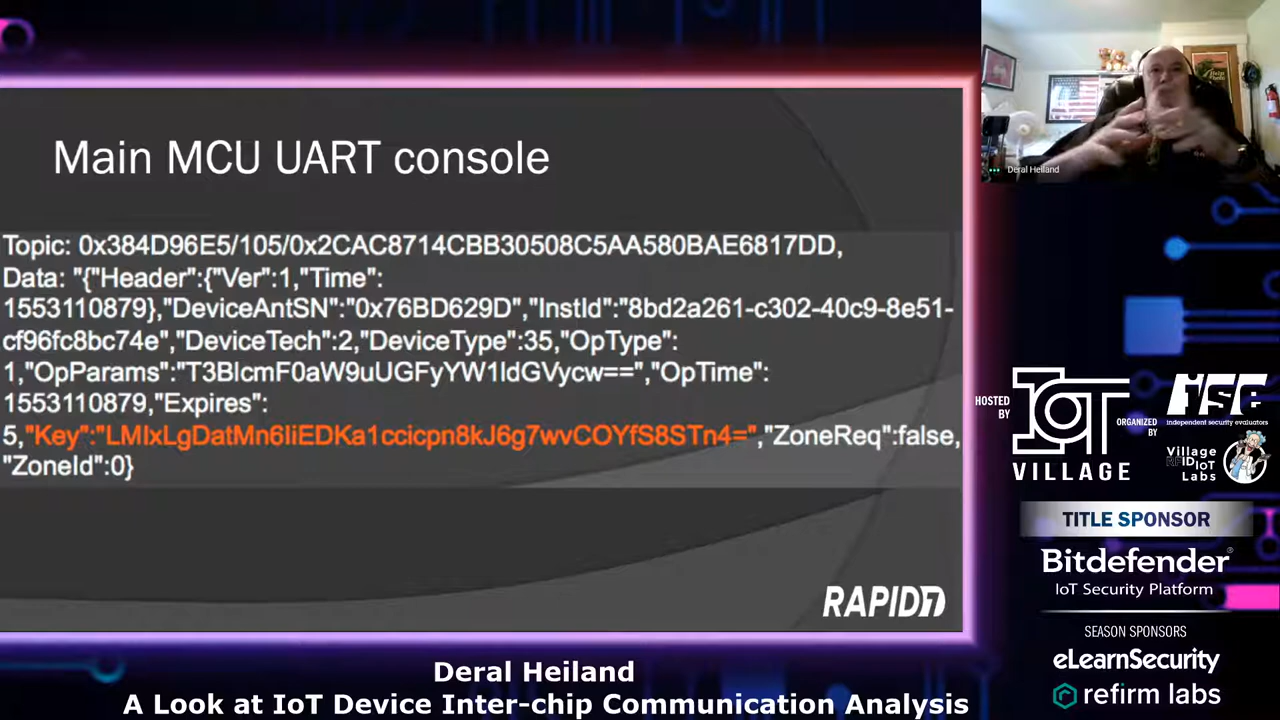 Main MCU UART console
Topic: 0x384D96E5/105/0x2CAC8714CBB30508C5AA580BAE6817DD,
Data: "{"Header":{"Ver":1,"Time":
1553110879},"DeviceAntSN":"0x76BD629D","InstId":"8bd2a261-c302-40c9-8e51-
cf96fc8bc74e","DeviceTech":2,"DeviceType":35,"OpType":
1,"OpParams":"T3BlcmF0aW9uUGFyYW1ldGVycw==","OpTime":
1553110879,"Expires":
5,"Key":"LMIxLgDatMn6IiEDKa1ccicpn8kJ6g7wvCOYfS8STn4=","ZoneReq":false,
"ZoneId":0}
RAPID7
Deral Heiland
HOSTED
BY
IOT
VILLAGE
ORGANIZED
BY
ISE
independent security evaluators
Village
IoT
Labs
TITLE SPONSOR
Bitdefender®
IoT Security Platform
SEASON SPONSORS
eLearnSecurity
refirm labs
Deral Heiland
A Look at IoT Device Inter-chip Communication Analysis